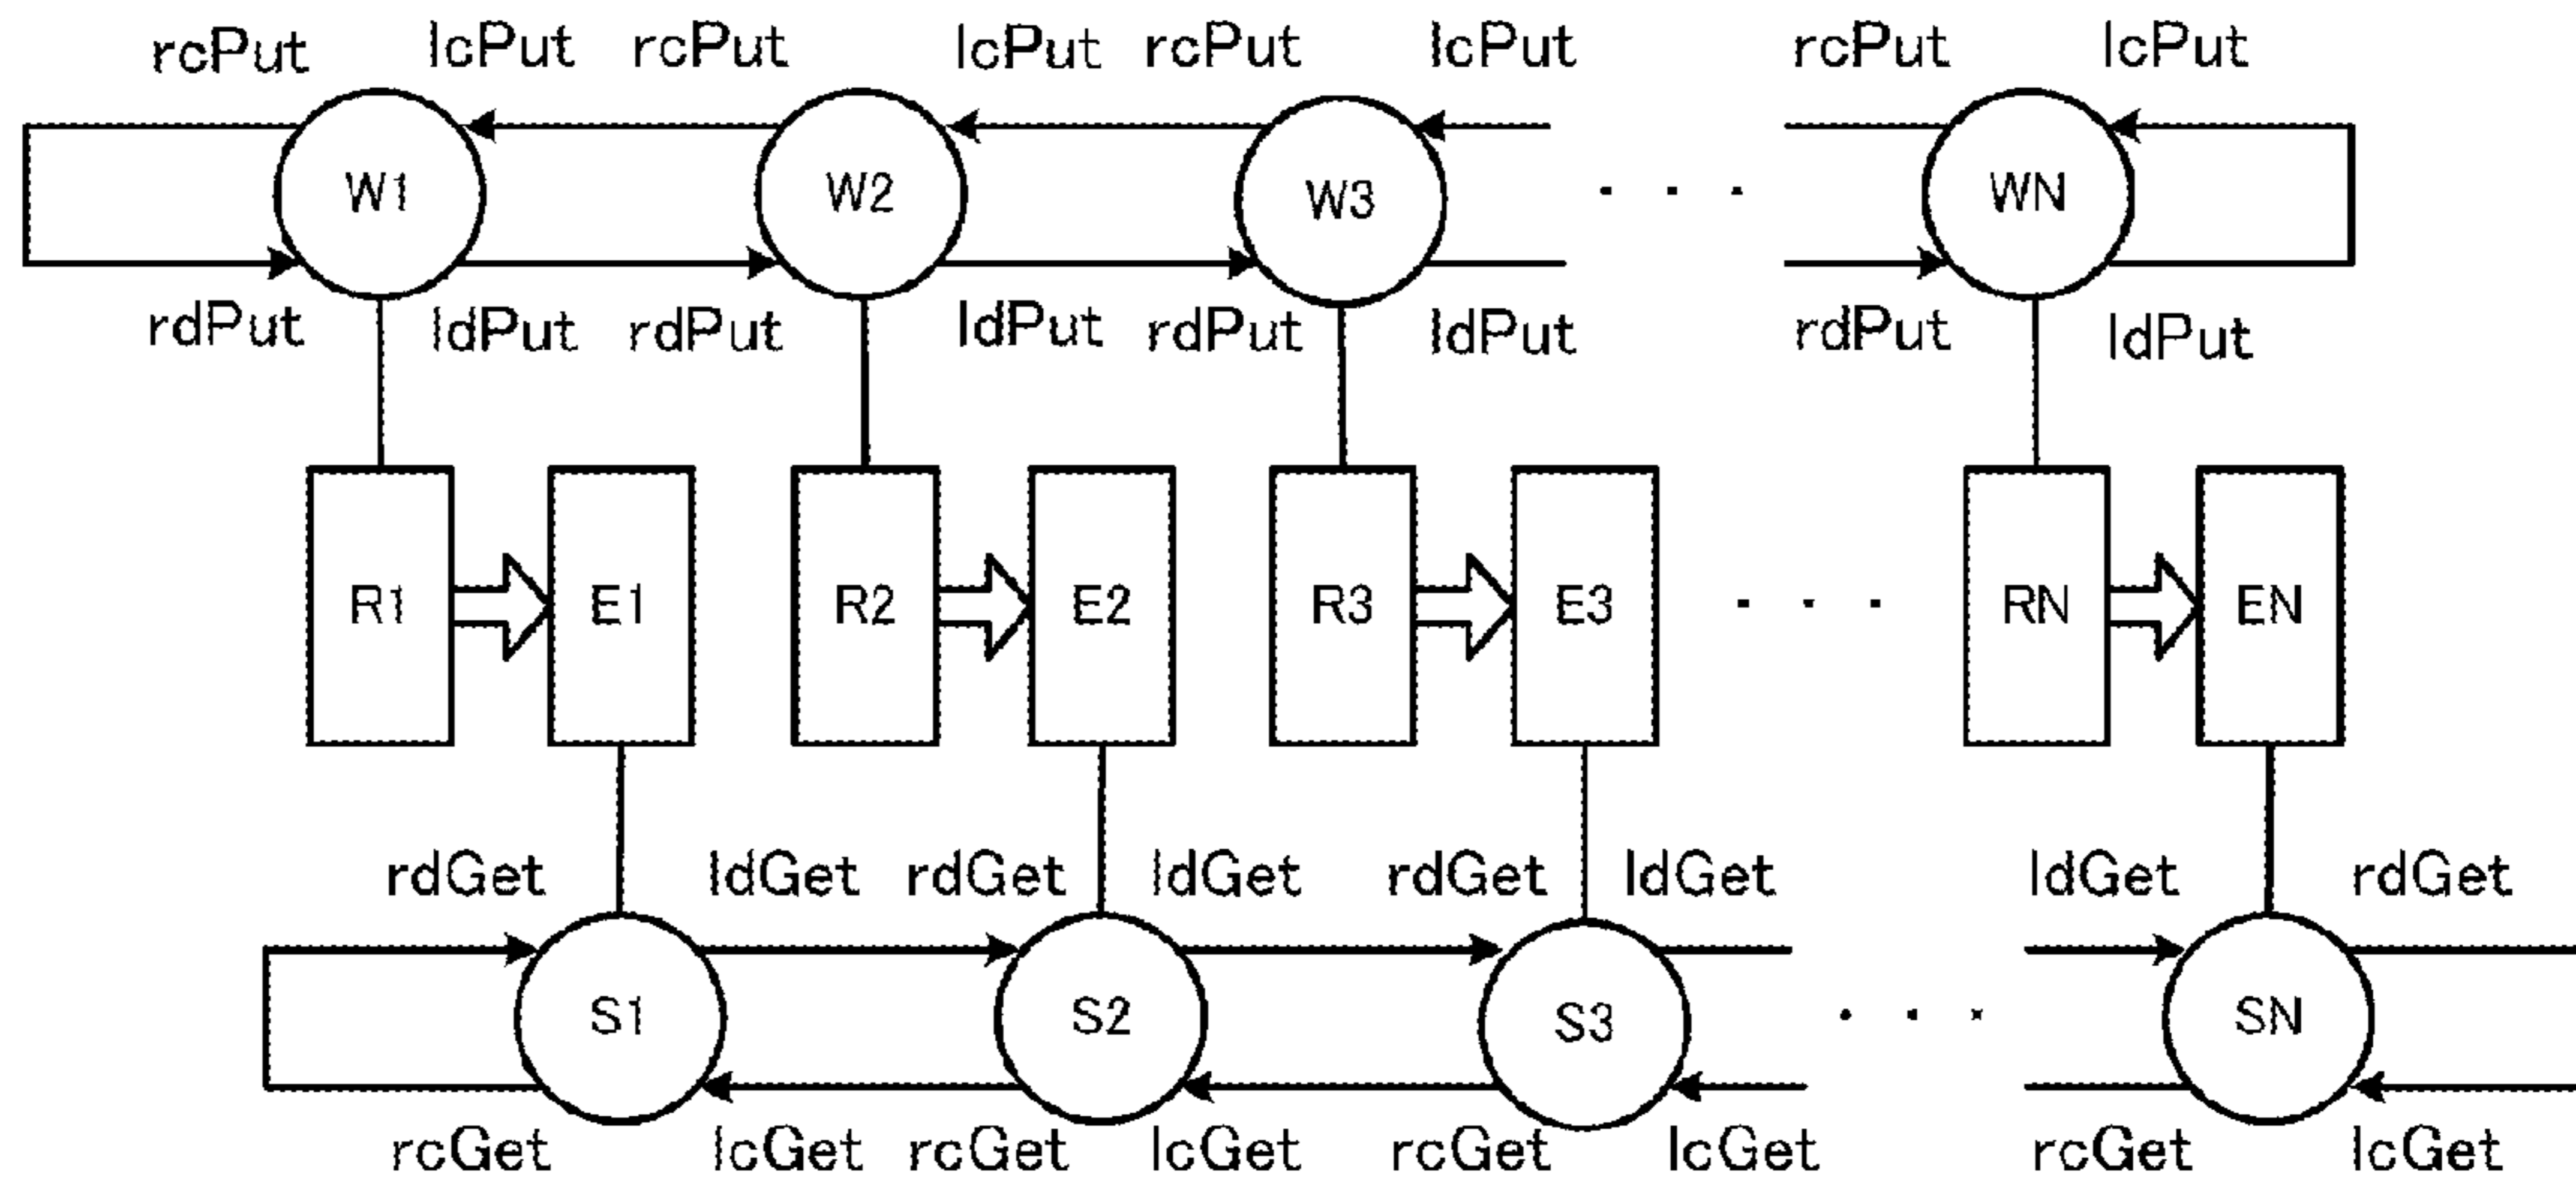 rcPut lcPut rcPut lcPut rcPut lcPut rcPut lcPut
W1 W2 W3 . . . WN
rdPut ldPut rdPut ldPut rdPut ldPut rdPut ldPut
R1 E1 R2 E2 R3 E3 . . . RN EN
rdGet ldGet rdGet ldGet rdGet ldGet ldGet rdGet
S1 S2 S3 . . . SN
rcGet lcGet rcGet lcGet rcGet lcGet rcGet lcGet